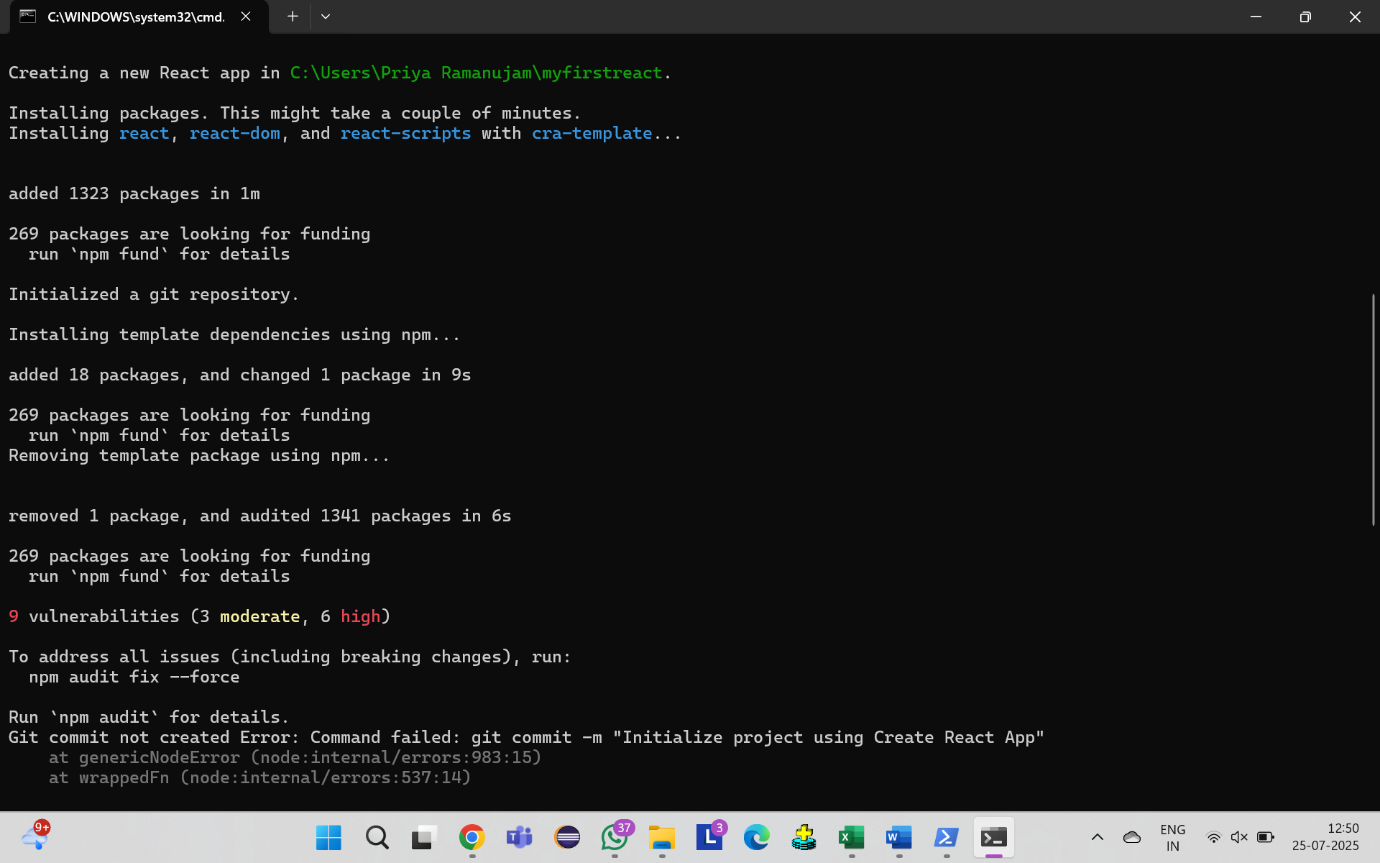 C:\WINDOWS\system32\cmd.
Creating a new React app in C:\Users\Priya Ramanujam\myfirstreact.
Installing packages. This might take a couple of minutes.
Installing react, react-dom, and react-scripts with cra-template...
added 1323 packages in 1m
269 packages are looking for funding
  run `npm fund` for details
Initialized a git repository.
Installing template dependencies using npm...
added 18 packages, and changed 1 package in 9s
269 packages are looking for funding
  run `npm fund` for details
Removing template package using npm...
removed 1 package, and audited 1341 packages in 6s
269 packages are looking for funding
  run `npm fund` for details
9 vulnerabilities (3 moderate, 6 high)
To address all issues (including breaking changes), run:
  npm audit fix --force
Run `npm audit` for details.
Git commit not created Error: Command failed: git commit -m "Initialize project using Create React App"
    at genericNodeError (node:internal/errors:983:15)
    at wrappedFn (node:internal/errors:537:14)
9+
37
3
ENG
IN
12:50
25-07-2025